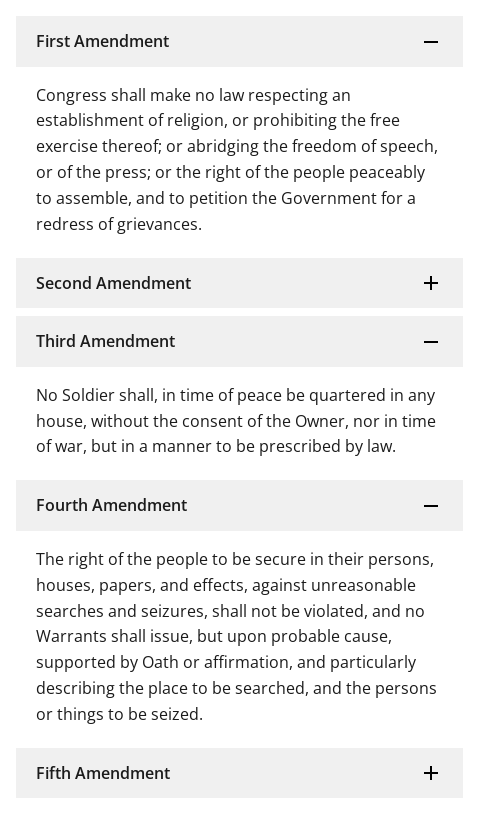 First Amendment
Congress shall make no law respecting an
establishment of religion, or prohibiting the free
exercise thereof; or abridging the freedom of speech,
or of the press; or the right of the people peaceably
to assemble, and to petition the Government for a
redress of grievances.
Second Amendment
Third Amendment
No Soldier shall, in time of peace be quartered in any
house, without the consent of the Owner, nor in time
of war, but in a manner to be prescribed by law.
Fourth Amendment
The right of the people to be secure in their persons,
houses, papers, and effects, against unreasonable
searches and seizures, shall not be violated, and no
Warrants shall issue, but upon probable cause,
supported by Oath or affirmation, and particularly
describing the place to be searched, and the persons
or things to be seized.
Fifth Amendment